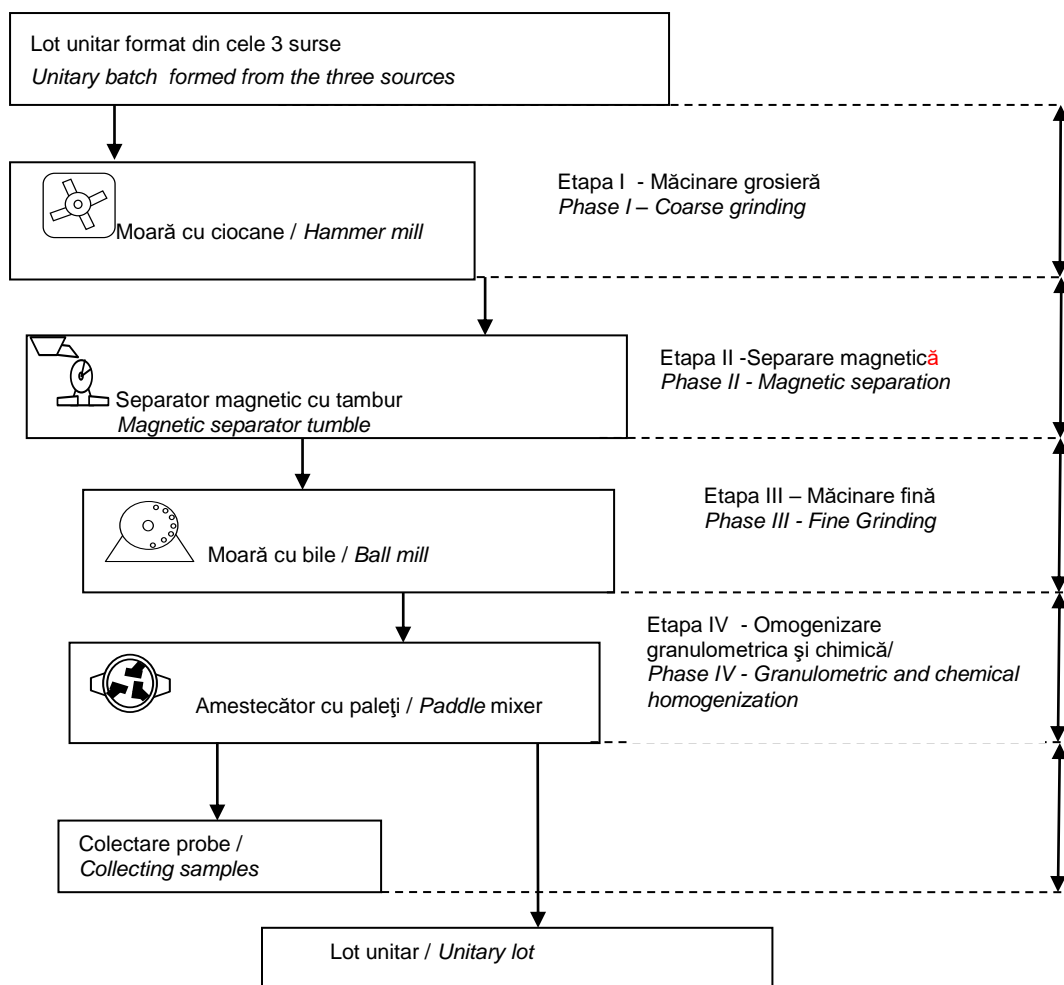 Lot unitar format din cele 3 surse
Unitary batch formed from the three sources
Moară cu ciocane / Hammer mill
Etapa I - Măcinare grosieră
Phase I – Coarse grinding
Separator magnetic cu tambur
Magnetic separator tumble
Etapa II -Separare magnetică
Phase II - Magnetic separation
Moară cu bile / Ball mill
Etapa III – Măcinare fină
Phase III - Fine Grinding
Amestecător cu paleţi / Paddle mixer
Etapa IV - Omogenizare
granulometrica şi chimică/
Phase IV - Granulometric and chemical
homogenization
Colectare probe /
Collecting samples
Lot unitar / Unitary lot